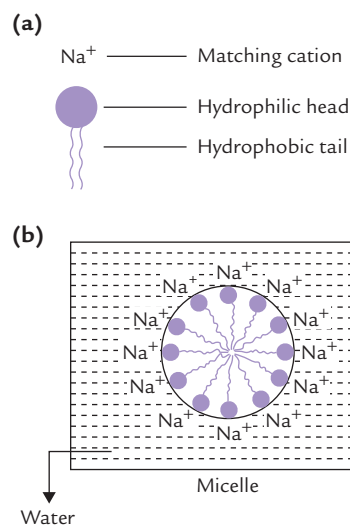 (a)
Na⁺ Matching cation
Hydrophilic head
Hydrophobic tail
(b)
Na⁺
Na⁺ Na⁺
Na⁺ Na⁺
Na⁺ Na⁺
Na⁺ Na⁺
Na⁺ Na⁺
Na⁺
Micelle
Water